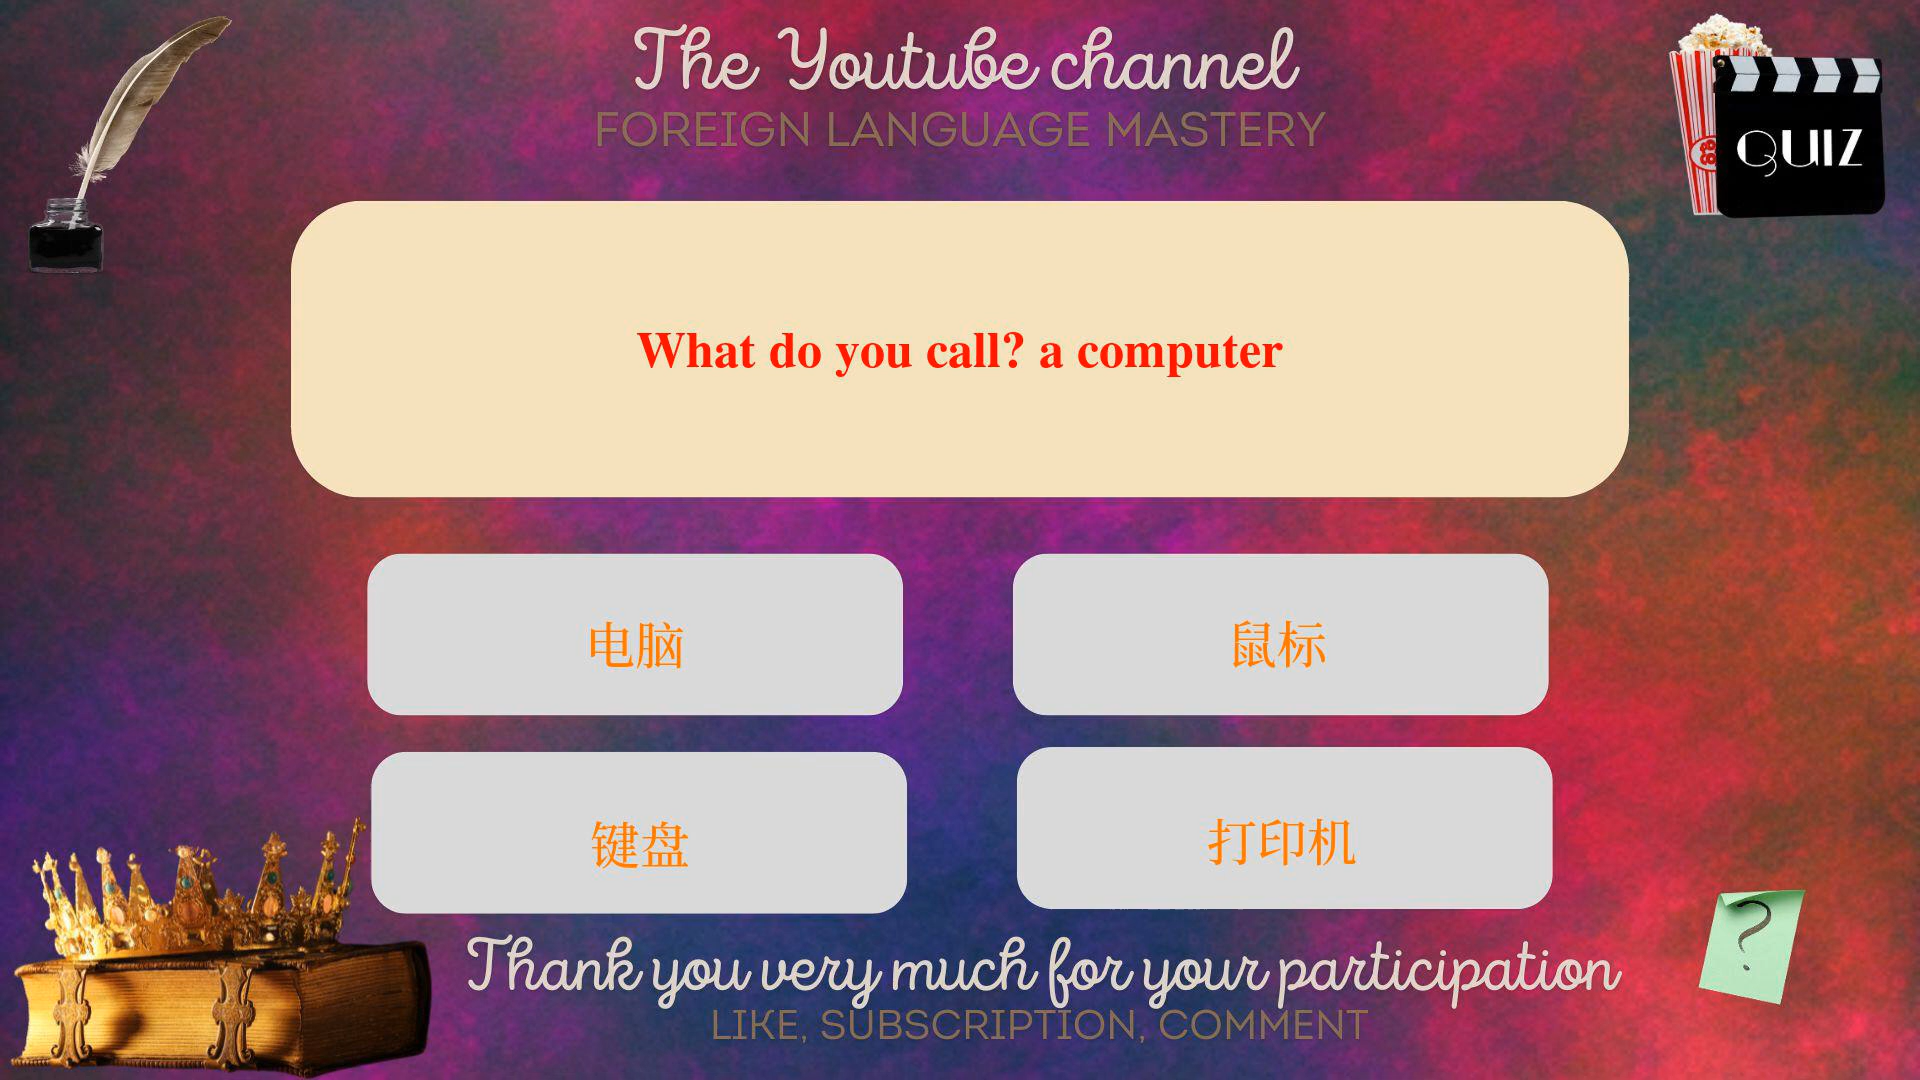 The Youtube channel
FOREIGN LANGUAGE MASTERY
QUIZ
What do you call? a computer
电脑
鼠标
键盘
打印机
?
Thank you very much for your participation
LIKE, SUBSCRIPTION, COMMENT